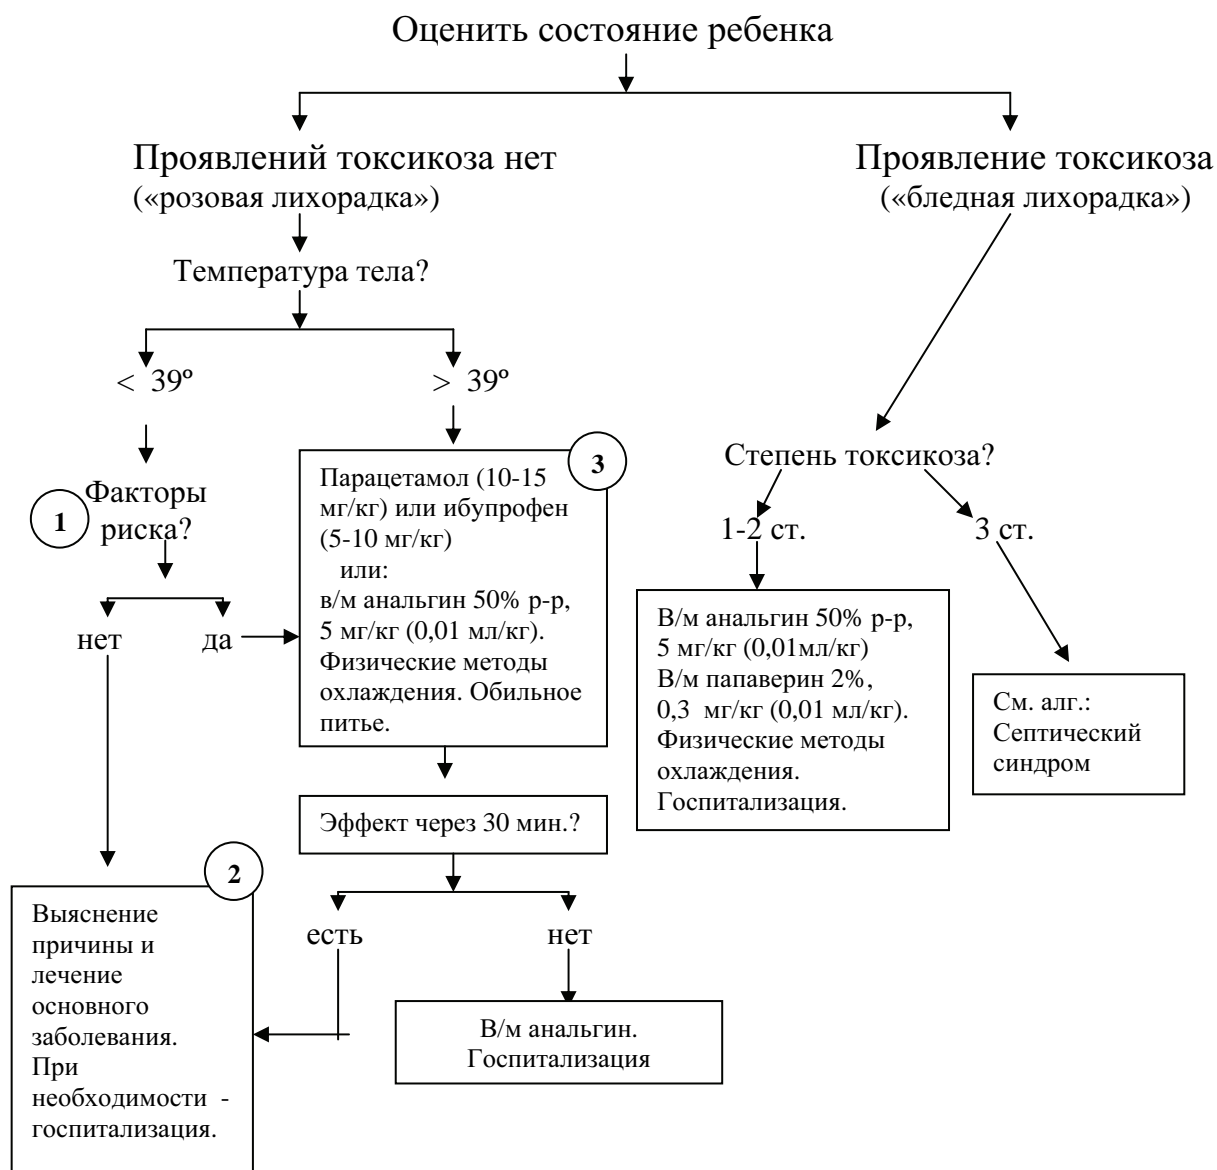 Оценить состояние ребенка
Проявлений токсикоза нет
(«розовая лихорадка»)
Проявление токсикоза
(«бледная лихорадка»)
Температура тела?
< 39º
> 39º
Степень токсикоза?
1
Факторы
риска?
нет
да
3
Парацетамол (10-15
мг/кг) или ибупрофен
(5-10 мг/кг)
или:
в/м анальгин 50% р-р,
5 мг/кг (0,01 мл/кг).
Физические методы
охлаждения. Обильное
питье.
1-2 ст.
3 ст.
В/м анальгин 50% р-р,
5 мг/кг (0,01мл/кг)
В/м папаверин 2%,
0,3 мг/кг (0,01 мл/кг).
Физические методы
охлаждения.
Госпитализация.
См. алг.:
Септический
синдром
Эффект через 30 мин.?
есть
нет
2
Выяснение
причины и
лечение
основного
заболевания.
При
необходимости -
госпитализация.
В/м анальгин.
Госпитализация